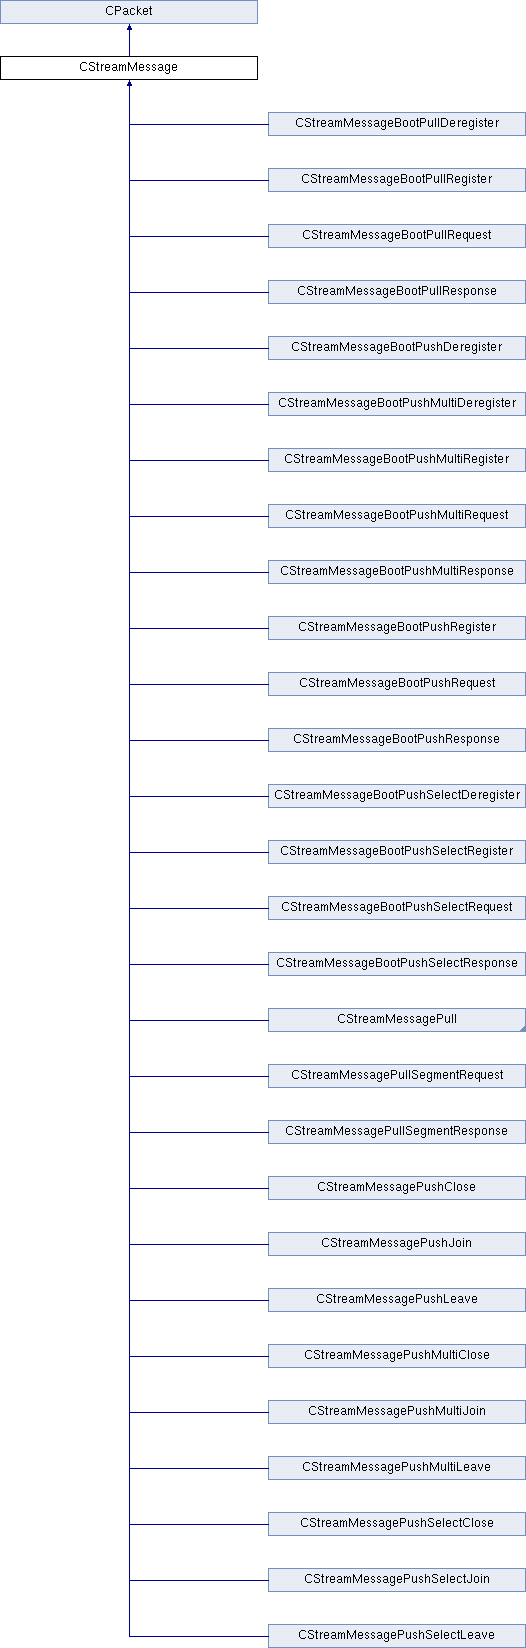 CPacket
CStreamMessage
CStreamMessageBootPullDeregister
CStreamMessageBootPullRegister
CStreamMessageBootPullRequest
CStreamMessageBootPullResponse
CStreamMessageBootPushDeregister
CStreamMessageBootPushMultiDeregister
CStreamMessageBootPushMultiRegister
CStreamMessageBootPushMultiRequest
CStreamMessageBootPushMultiResponse
CStreamMessageBootPushRegister
CStreamMessageBootPushRequest
CStreamMessageBootPushResponse
CStreamMessageBootPushSelectDeregister
CStreamMessageBootPushSelectRegister
CStreamMessageBootPushSelectRequest
CStreamMessageBootPushSelectResponse
CStreamMessagePull
CStreamMessagePullSegmentRequest
CStreamMessagePullSegmentResponse
CStreamMessagePushClose
CStreamMessagePushJoin
CStreamMessagePushLeave
CStreamMessagePushMultiClose
CStreamMessagePushMultiJoin
CStreamMessagePushMultiLeave
CStreamMessagePushSelectClose
CStreamMessagePushSelectJoin
CStreamMessagePushSelectLeave